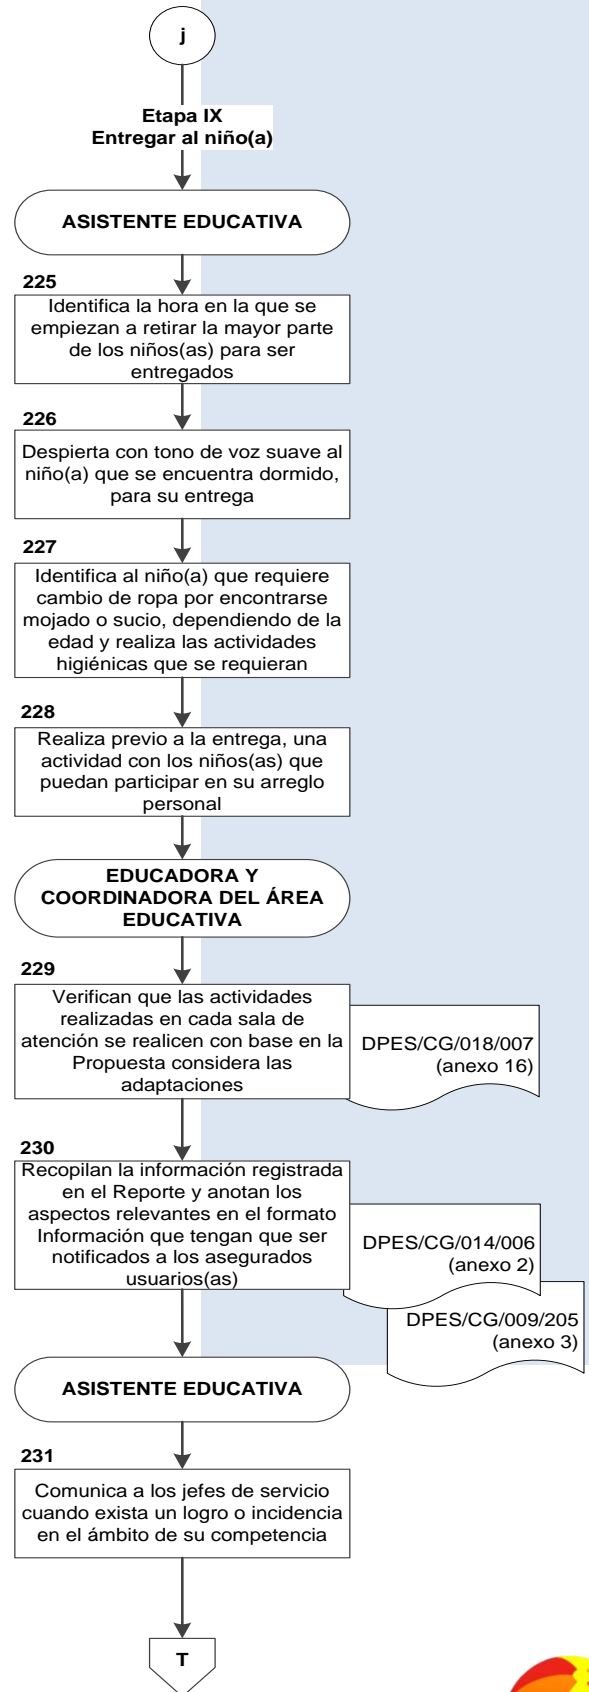 j
Etapa IX
Entregar al niño(a)
ASISTENTE EDUCATIVA
225
Identifica la hora en la que se
empiezan a retirar la mayor parte
de los niños(as) para ser
entregados
226
Despierta con tono de voz suave al
niño(a) que se encuentra dormido,
para su entrega
227
Identifica al niño(a) que requiere
cambio de ropa por encontrarse
mojado o sucio, dependiendo de la
edad y realiza las actividades
higiénicas que se requieran
228
Realiza previo a la entrega, una
actividad con los niños(as) que
puedan participar en su arreglo
personal
EDUCADORA Y
COORDINADORA DEL ÁREA
EDUCATIVA
229
Verifican que las actividades
realizadas en cada sala de
atención se realicen con base en la
Propuesta considera las
adaptaciones
DPES/CG/018/007
(anexo 16)
230
Recopilan la información registrada
en el Reporte y anotan los
aspectos relevantes en el formato
Información que tengan que ser
notificados a los asegurados
usuarios(as)
DPES/CG/014/006
(anexo 2)
DPES/CG/009/205
(anexo 3)
ASISTENTE EDUCATIVA
231
Comunica a los jefes de servicio
cuando exista un logro o incidencia
en el ámbito de su competencia
T